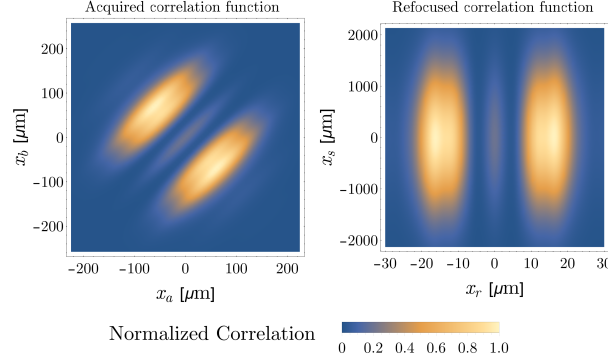 Acquired correlation function
Refocused correlation function
200
100
0
−100
−200
x_b [μm]
−200 −100 0 100 200
x_a [μm]
2000
1000
0
−1000
−2000
x_s [μm]
−30 −20 −10 0 10 20 30
x_r [μm]
Normalized Correlation
0 0.2 0.4 0.6 0.8 1.0